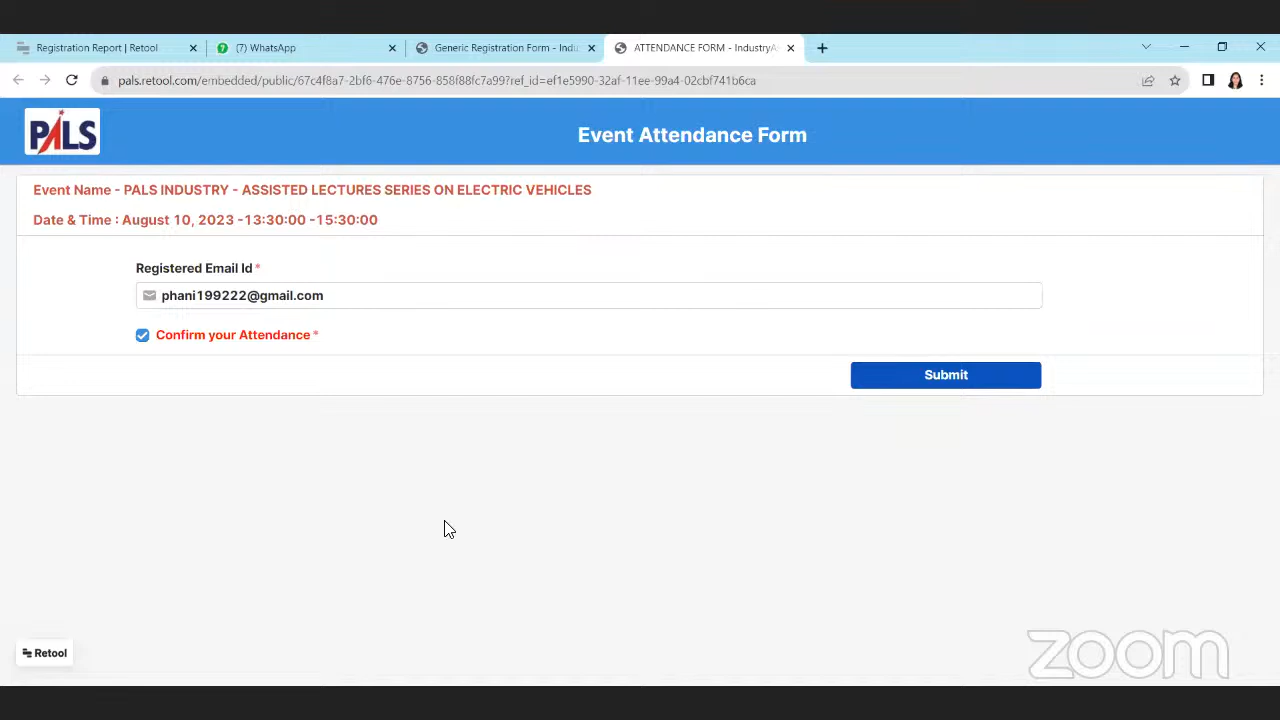 Registration Report | Retool
(7) WhatsApp
Generic Registration Form - Indu
ATTENDANCE FORM - IndustryA
pals.retool.com/embedded/public/67c4f8a7-2bf6-476e-8756-858f88fc7a99?ref_id=ef1e5990-32af-11ee-99a4-02cbf741b6ca
PALS
Event Attendance Form
Event Name - PALS INDUSTRY - ASSISTED LECTURES SERIES ON ELECTRIC VEHICLES
Date & Time : August 10, 2023 -13:30:00 -15:30:00
Registered Email Id *
phani199222@gmail.com
Confirm your Attendance *
Submit
Retool
zoom